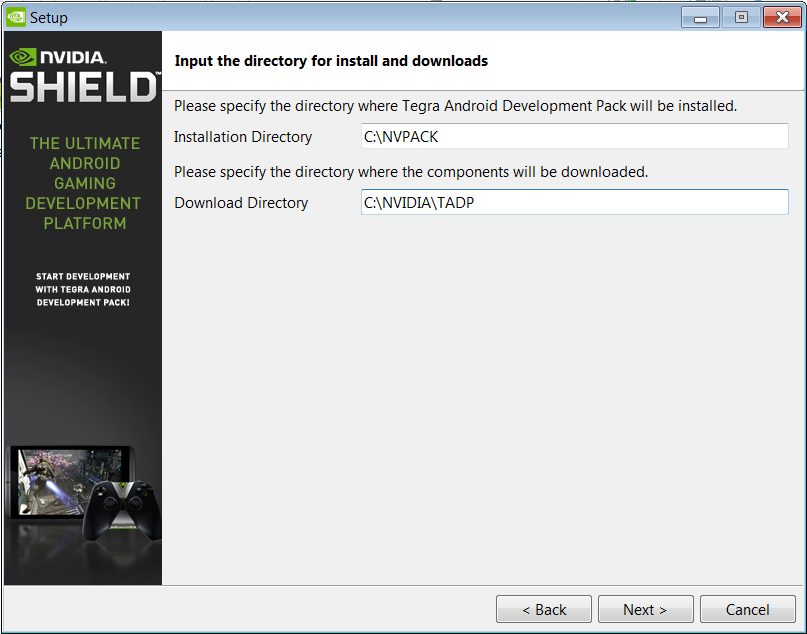 Setup
NVIDIA.
SHIELD™
THE ULTIMATE
ANDROID
GAMING
DEVELOPMENT
PLATFORM
START DEVELOPMENT
WITH TEGRA ANDROID
DEVELOPMENT PACK!
Input the directory for install and downloads
Please specify the directory where Tegra Android Development Pack will be installed.
Installation Directory C:\NVPACK
Please specify the directory where the components will be downloaded.
Download Directory C:\NVIDIA\TADP
< Back Next > Cancel